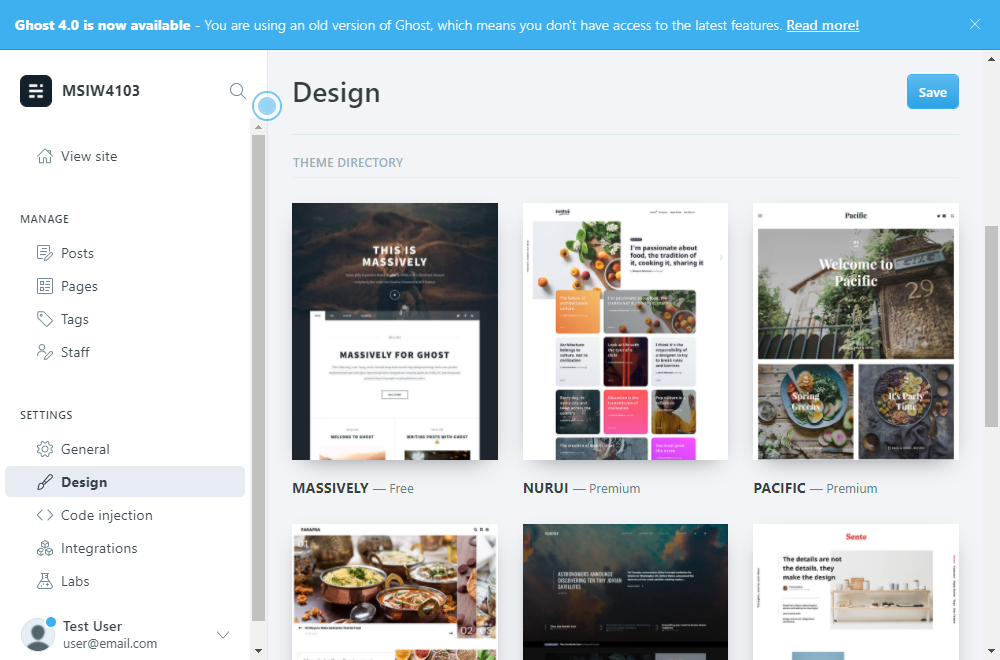 Ghost 4.0 is now available - You are using an old version of Ghost, which means you don't have access to the latest features. Read more!
MSIW4103
View site
MANAGE
Posts
Pages
Tags
Staff
SETTINGS
General
Design
Code injection
Integrations
Labs
Test User
user@email.com
Design
Save
THEME DIRECTORY
THIS IS
MASSIVELY
MASSIVELY FOR GHOST
WELCOME TO GHOST
WRITING POSTS WITH GHOST
MASSIVELY — Free
nurui
I'm passionate about
food, the tradition of
it, cooking it, sharing it
NURUI — Premium
Pacific
Welcome to
Pacific
29
Spring
Greens
It's Party
Time
PACIFIC — Premium
ASTRONOMERS ANNOUNCE
DISCOVERING TEN TINY JOVIAN
SATELLITES
Sente
The details are not
the details, they
make the design